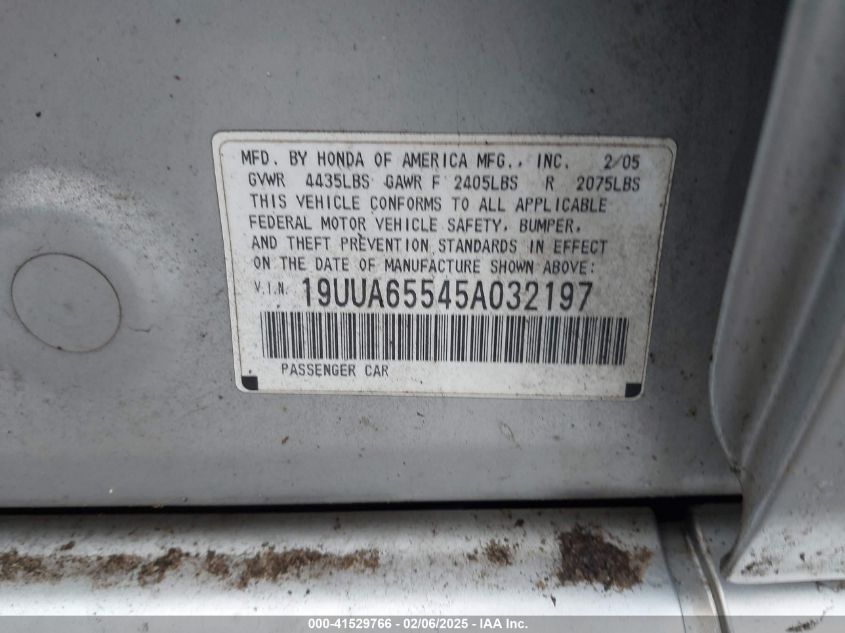 MFD. BY HONDA OF AMERICA MFG., INC. 2/05
GVWR 4435LBS GAWR F 2405LBS R 2075LBS
THIS VEHICLE CONFORMS TO ALL APPLICABLE
FEDERAL MOTOR VEHICLE SAFETY, BUMPER,
AND THEFT PREVENTION STANDARDS IN EFFECT
ON THE DATE OF MANUFACTURE SHOWN ABOVE:
V.I.N. 19UUA65545A032197
PASSENGER CAR
000-41529766 - 02/06/2025 - IAA Inc.